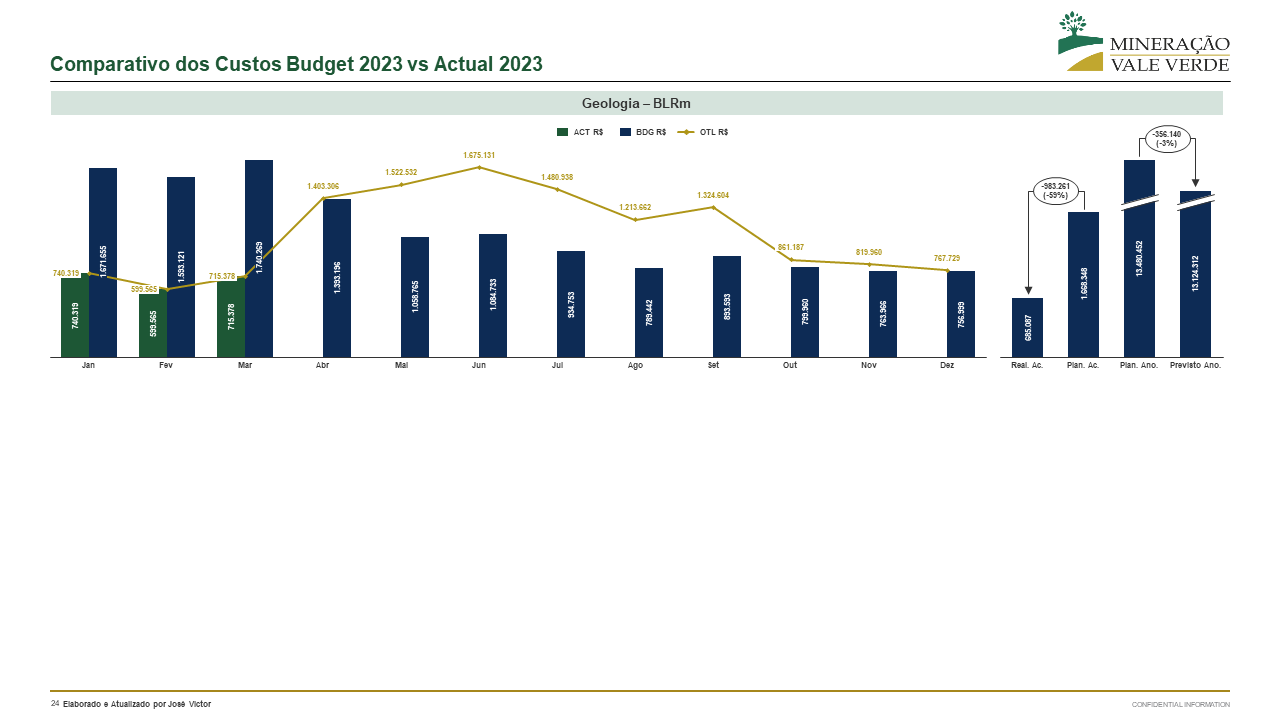 MINERAÇÃO
VALE VERDE
Comparativo dos Custos Budget 2023 vs Actual 2023
Geologia – BLRm
ACT R$ BDG R$ OTL R$
740.319 599.565 715.378 1.403.306 1.522.532 1.675.131 1.480.938 1.213.662 1.324.604 861.187 819.960 767.729
740.319 1.671.655 599.565 1.593.121 715.378 1.740.269 1.393.196 1.058.765 1.084.733 934.753 789.442 893.593 799.960 763.966 756.999
Jan Fev Mar Abr Mai Jun Jul Ago Set Out Nov Dez
-983.261
(-59%)
-356.140
(-3%)
685.087 1.668.348 13.480.452 13.124.312
Real. Ac. Plan. Ac. Plan. Ano. Previsto Ano.
24 Elaborado e Atualizado por José Victor
CONFIDENTIAL INFORMATION